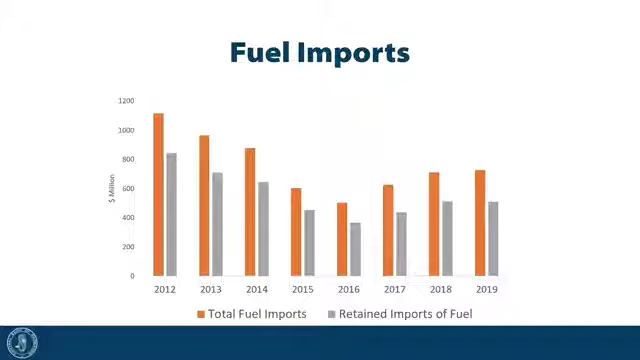 Fuel Imports
1200
1000
800
600
400
200
0
$ Million
2012 2013 2014 2015 2016 2017 2018 2019
Total Fuel Imports Retained Imports of Fuel